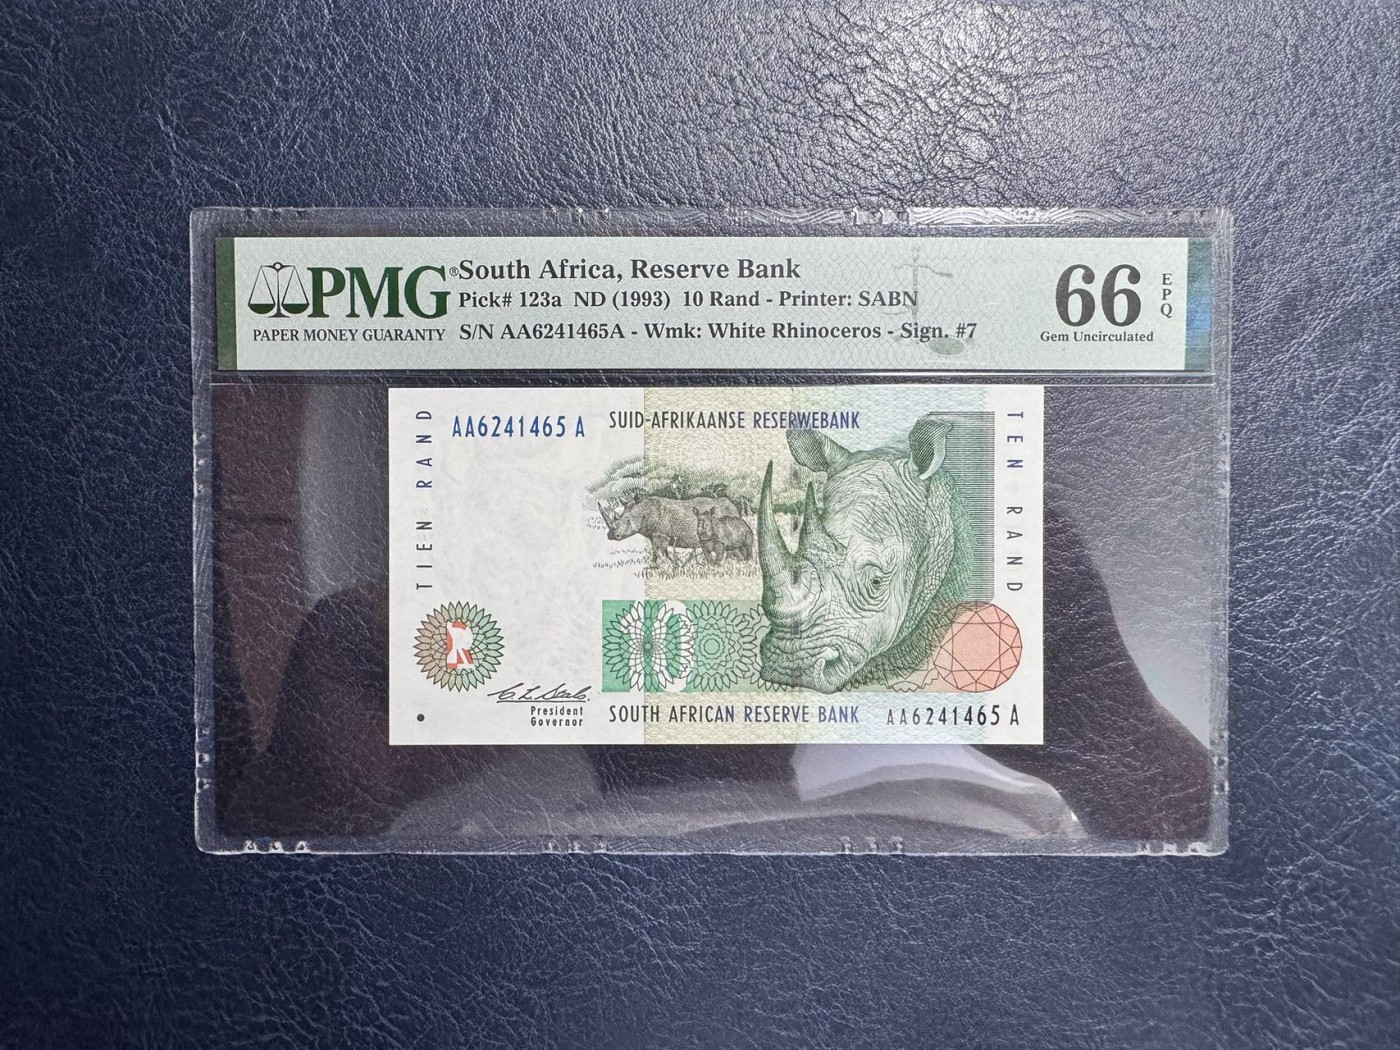 PMG®
PAPER MONEY GUARANTY
South Africa, Reserve Bank
Pick# 123a ND (1993) 10 Rand - Printer: SABN
S/N AA6241465A - Wmk: White Rhinoceros - Sign. #7
66
EPQ
Gem Uncirculated
TIEN RAND
AA6241465 A
SUID-AFRIKAANSE RESERWEBANK
TEN RAND
10
R
C L Stals.
President
Governor
SOUTH AFRICAN RESERVE BANK
AA6241465 A